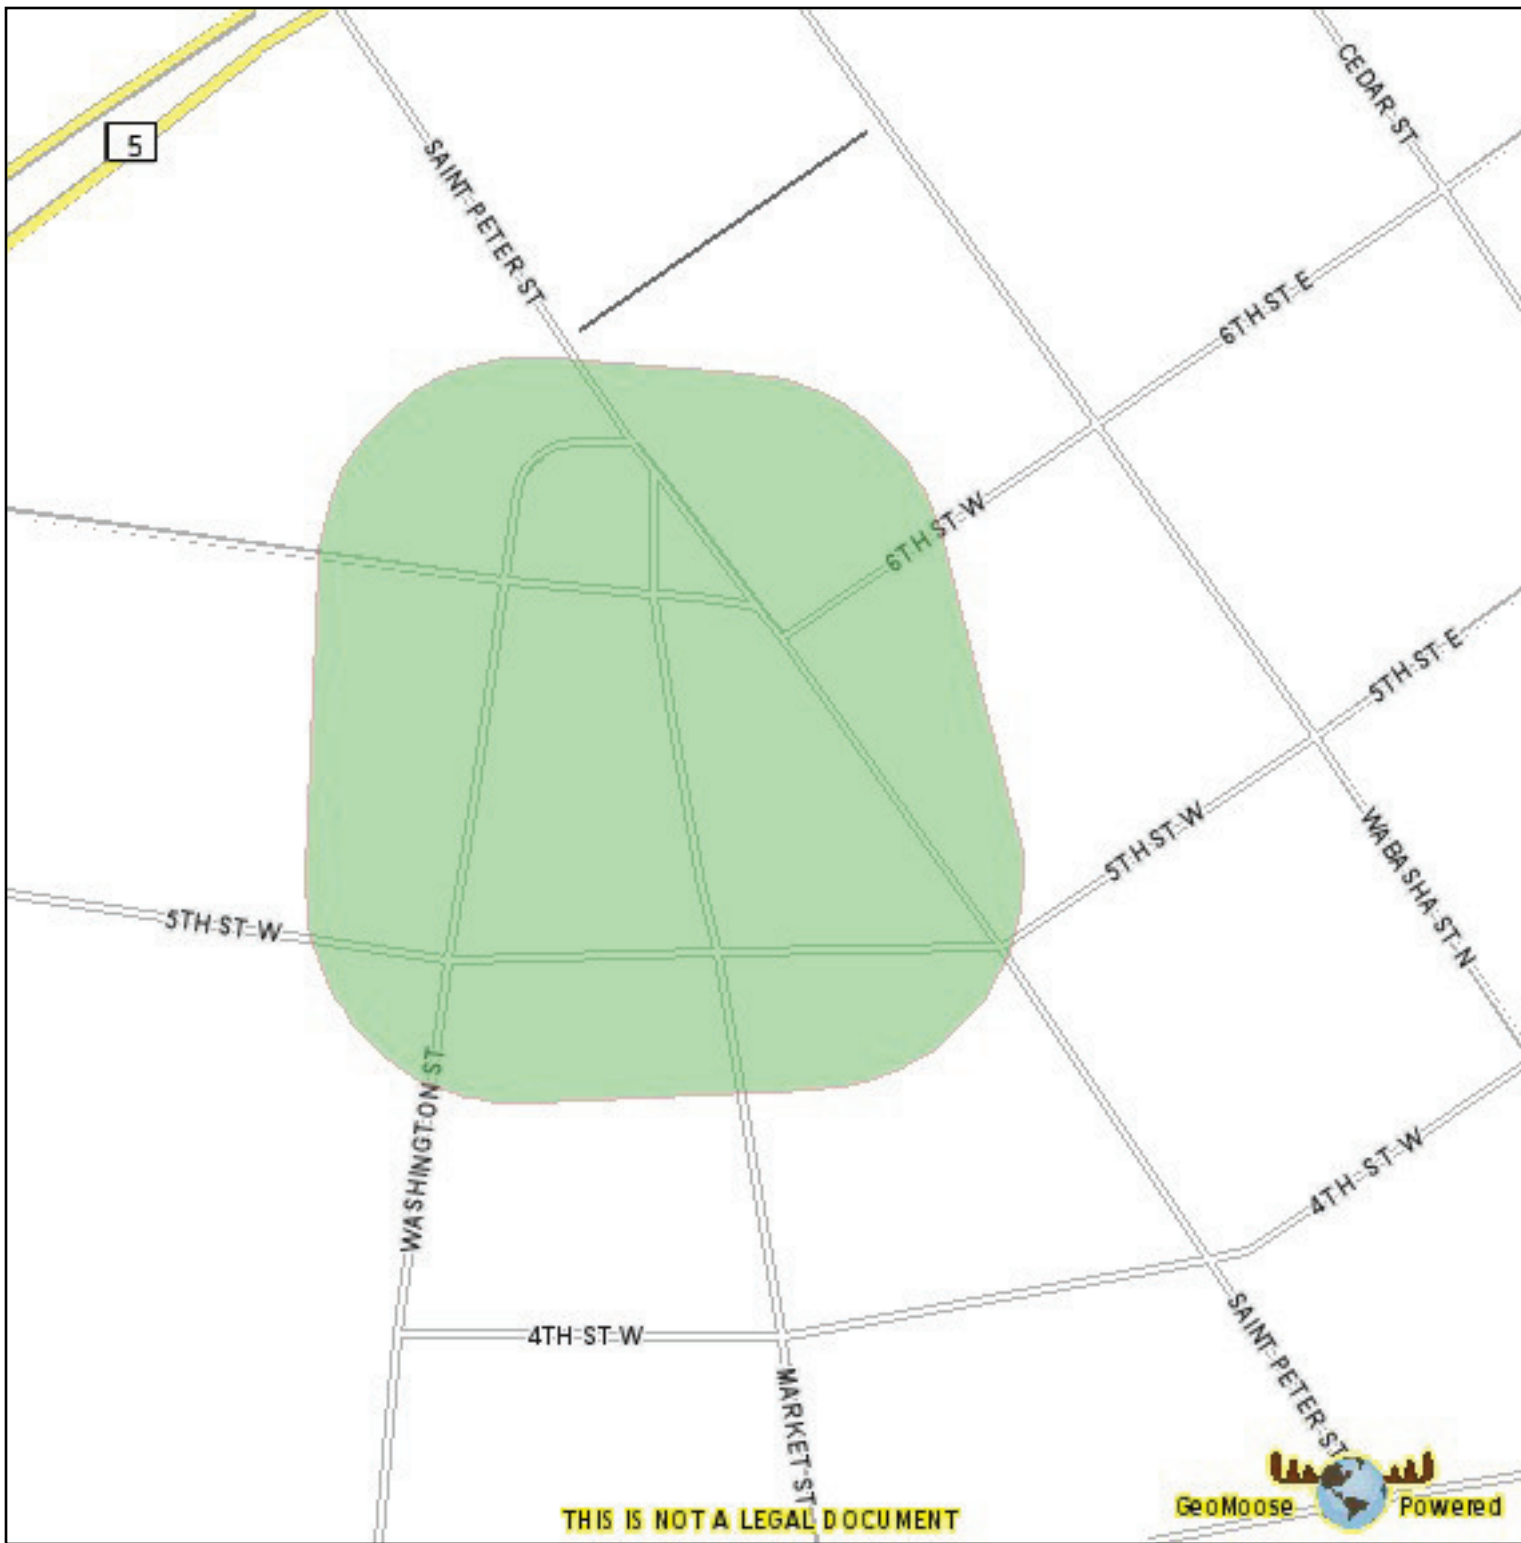 CEDAR ST
5
SAINT PETER ST
6TH ST E
6TH ST W
5TH ST E
5TH ST W
WABASHA ST N
5TH ST W
WASHINGTON ST
4TH ST W
4TH ST W
SAINT PETER ST
MARKET ST
THIS IS NOT A LEGAL DOCUMENT
GeoMoose Powered